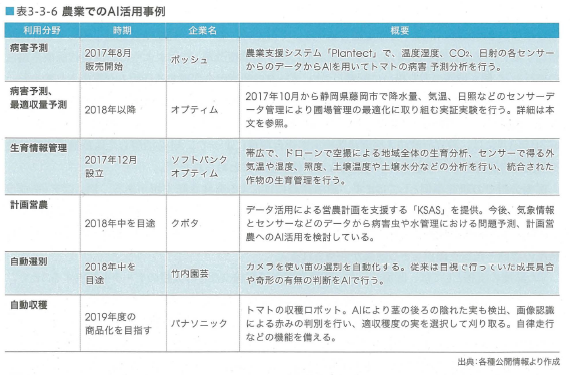 ■表3-3-6 農業でのAI活用事例
利用分野 時期 企業名 概要
病害予測 2017年8月 販売開始 ボッシュ 農業支援システム「Plantect」で、温度湿度、CO₂、日射の各センサー
からのデータからAIを用いてトマトの病害 予測分析を行う。
病害予測、 最適収量予測 2018年以降 オプティム 2017年10月から静岡県藤岡市で降水量、気温、日照などのセンサーデ
ータ管理により圃場管理の最適化に取り組む実証実験を行う。詳細は本
文を参照。
生育情報管理 2017年12月 設立 ソフトバンク オプティム 帯広で、ドローンで空撮による地域全体の生育分析、センサーで得る外
気温や湿度、照度、土壌温度や土壌水分などの分析を行い、統合された
作物の生育管理を行う。
計画営農 2018年中を目途 クボタ データ活用による営農計画を支援する「KSAS」を提供。今後、気象情報
とセンサーなどのデータから病害虫や水管理における問題予測、計画営
農へのAI活用を検討している。
自動選別 2018年中を 目途 竹内園芸 カメラを使い苗の選別を自動化する。従来は目視で行っていた成長具合
や奇形の有無の判断をAIで行う。
自動収穫 2019年度の 商品化を目指す パナソニック トマトの収穫ロボット。AIにより茎の後ろの陰れた実も検出、画像認識
による赤みの判別を行い、適収穫度の実を選択して刈り取る。自律走行
などの機能を備える。
出典：各種公開情報より作成